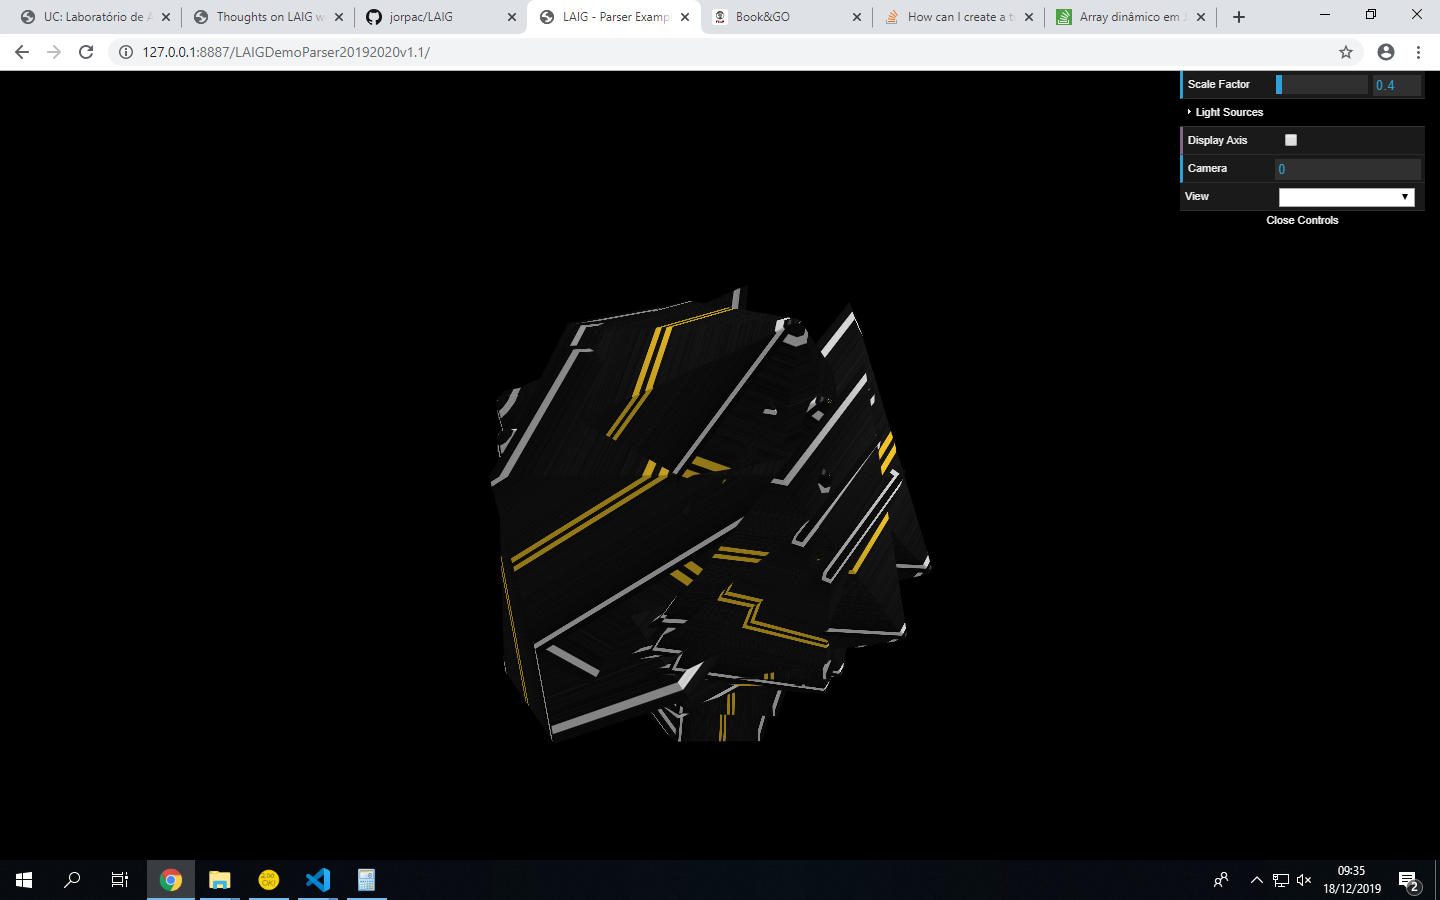 UC: Laboratório de A
Thoughts on LAIG w
jorpac/LAIG
LAIG - Parser Examp
Book&GO
How can I create a t
Array dinâmico em J
127.0.0.1:8887/LAIGDemoParser20192020v1.1/
Scale Factor 0.4
Light Sources
Display Axis
Camera 0
View
Close Controls
09:35
18/12/2019
2